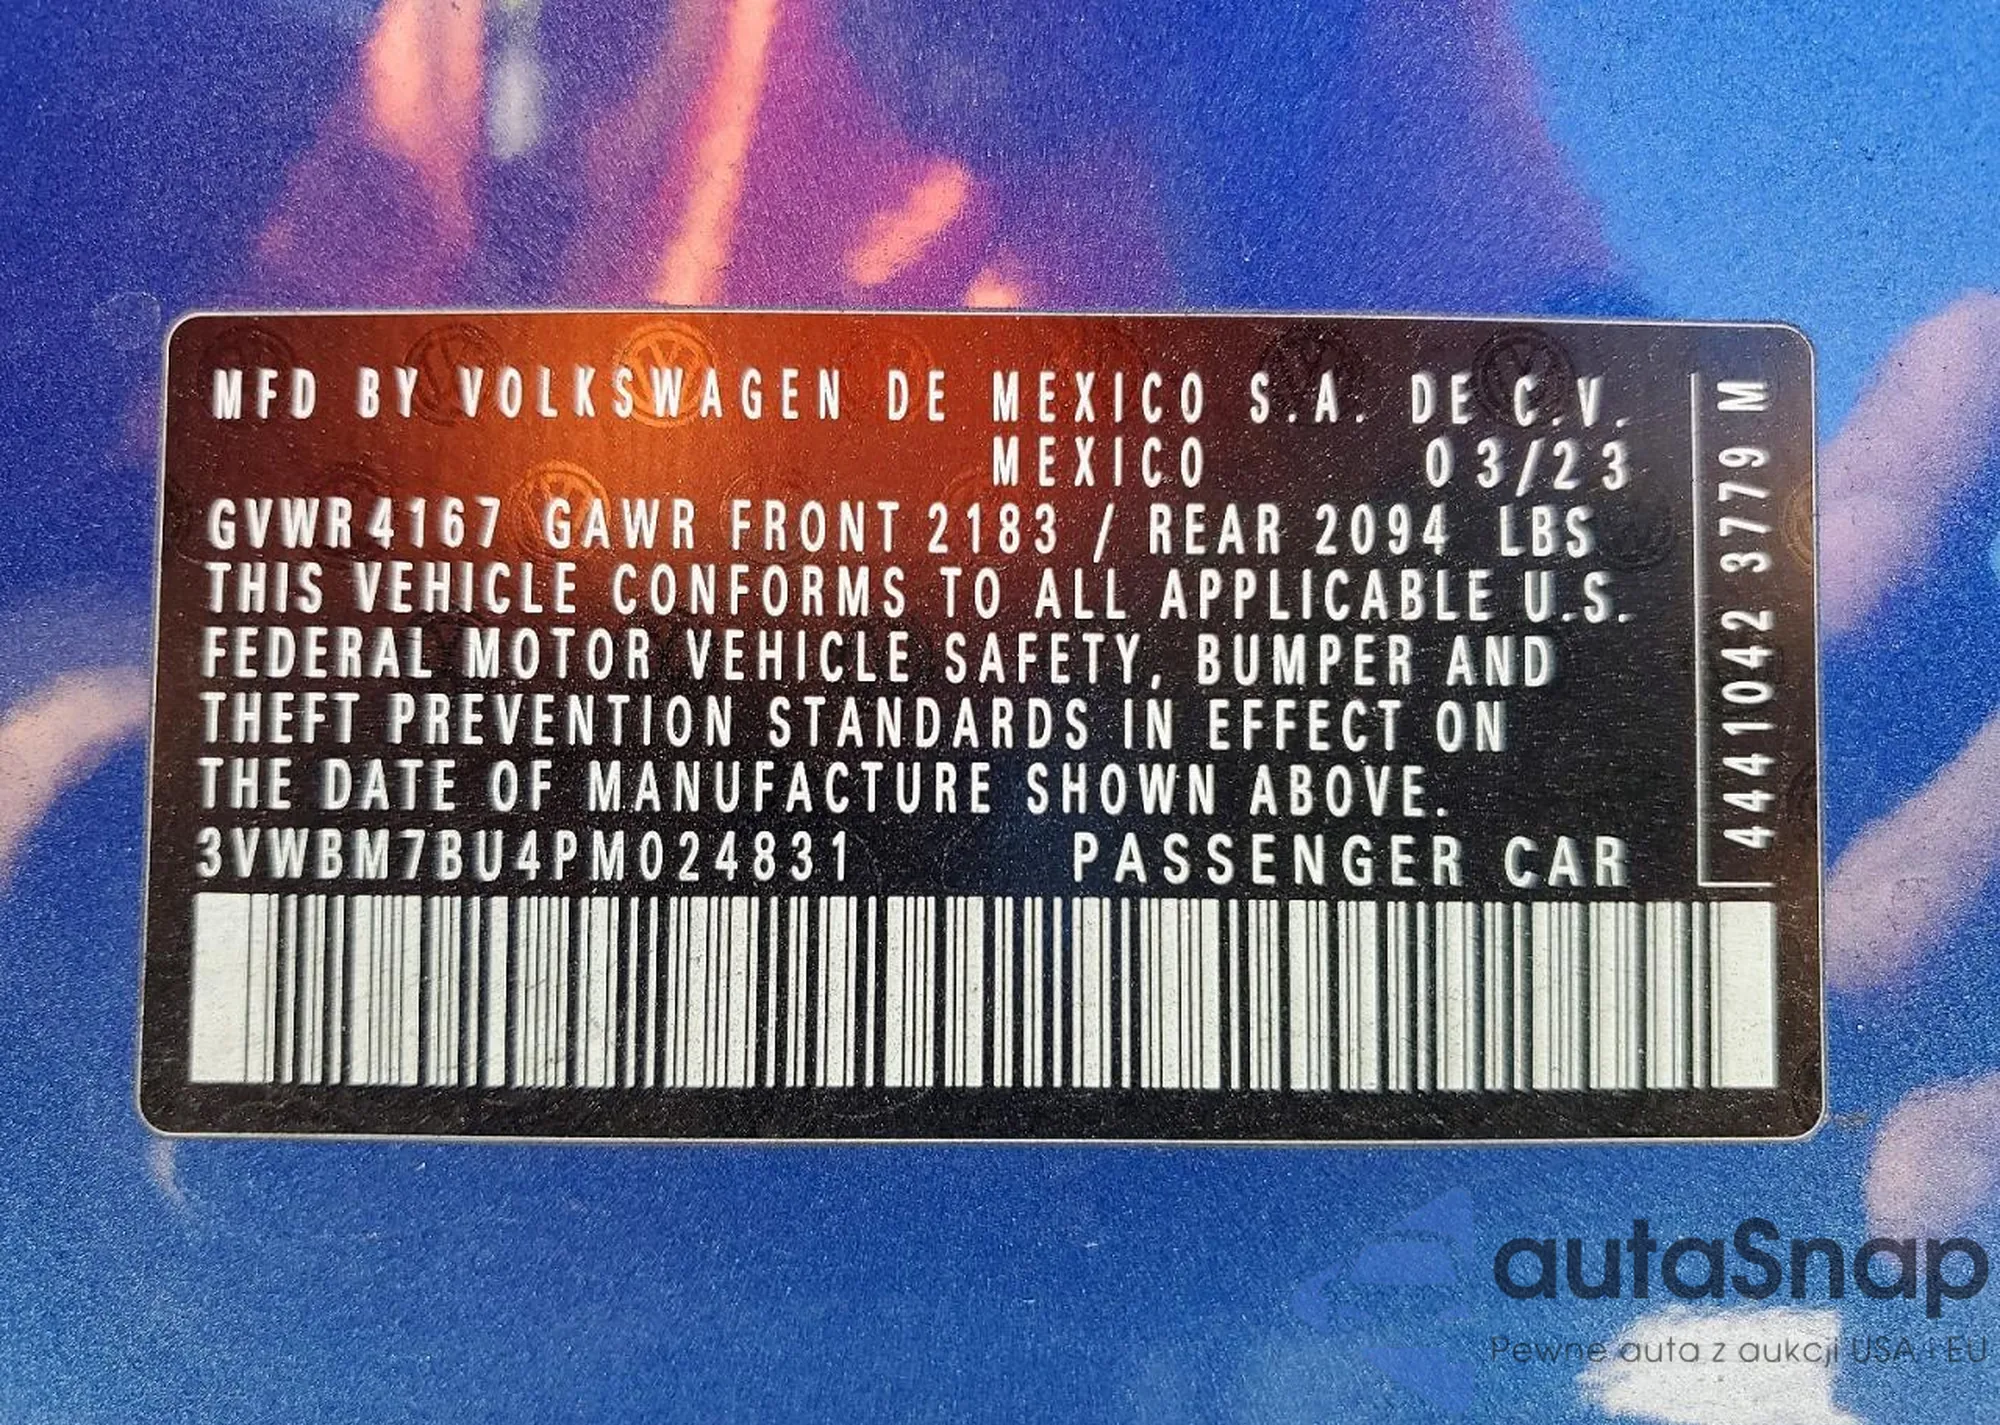 MFD BY VOLKSWAGEN DE MEXICO S.A. DE C.V.
MEXICO 03/23
GVWR 4167 GAWR FRONT 2183 / REAR 2094 LBS
THIS VEHICLE CONFORMS TO ALL APPLICABLE U.S.
FEDERAL MOTOR VEHICLE SAFETY, BUMPER AND
THEFT PREVENTION STANDARDS IN EFFECT ON
THE DATE OF MANUFACTURE SHOWN ABOVE.
3VWBM7BU4PM024831 PASSENGER CAR
4441042 3779 M
autaSnap
Pewne auta z aukcji USA i EU